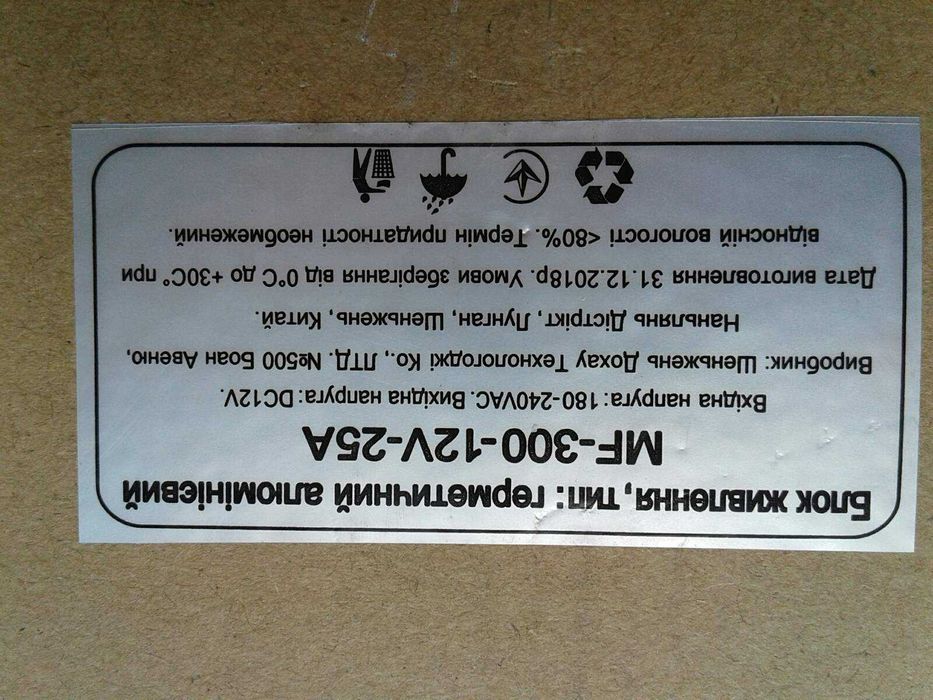 Блок живлення, тип: герметичний алюмінієвий
MF-300-12V-25A
Вхідна напруга: 180-240VAC. Вихідна напруга: DC12V.
Виробник: Шеньжень Дохау Технологоджі Ко., ЛТД. №500 Боан Авеню,
Наньлянь Дістрікт, Лунган, Шеньжень, Китай.
Дата виготовлення 31.12.2018р. Умови зберігання від 0°C до +30C° при
відносній вологості <80%. Термін придатності необмежений.